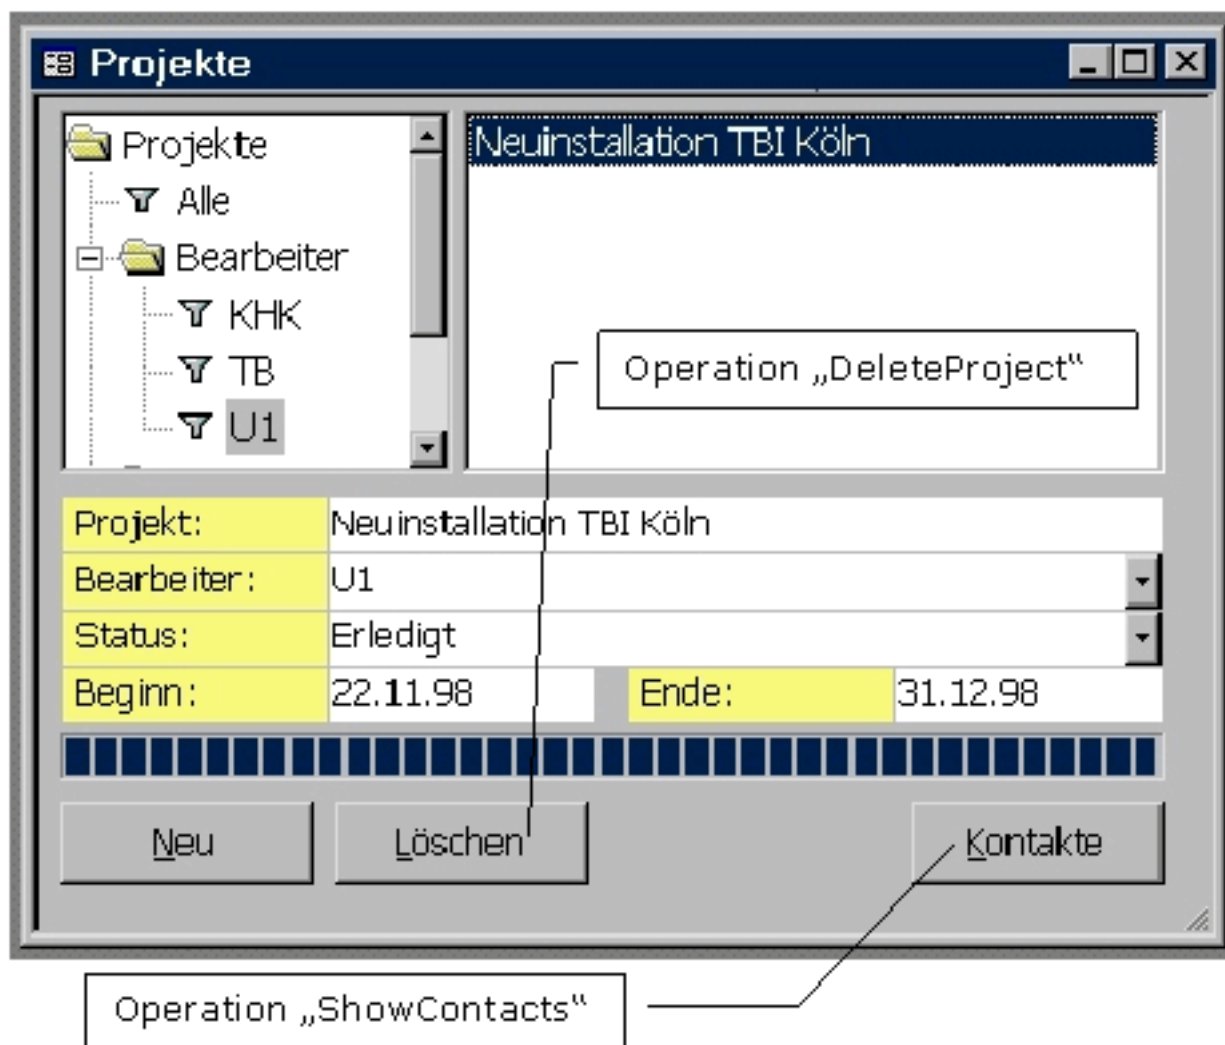 Projekte
Projekte
Alle
Bearbeiter
KHK
TB
U1
Neuinstallation TBI Köln
Operation „DeleteProject“
Projekt: Neuinstallation TBI Köln
Bearbeiter: U1
Status: Erledigt
Beginn: 22.11.98 Ende: 31.12.98
Neu Löschen Kontakte
Operation „ShowContacts“